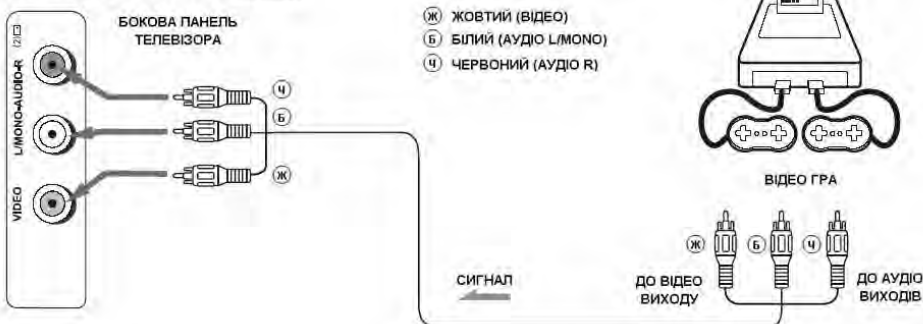 БОКОВА ПАНЕЛЬ
ТЕЛЕВІЗОРА
(2)
L/MONO-AUDIO-R
VIDEO
Ч
Б
Ж
Ж ЖОВТИЙ (ВІДЕО)
Б БІЛИЙ (АУДІО L/MONO)
Ч ЧЕРВОНИЙ (АУДІО R)
ВІДЕО ГРА
СИГНАЛ
Ж Б Ч
ДО ВІДЕО
ВИХОДУ
ДО АУДІО
ВИХОДІВ